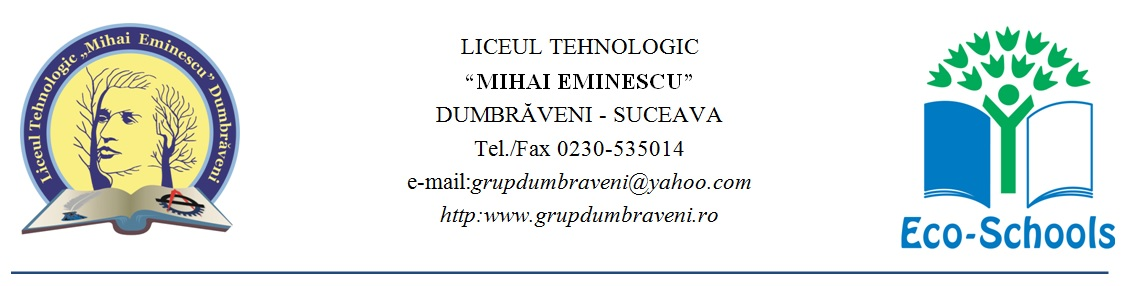 Liceul Tehnologic „Mihai Eminescu” Dumbrăveni
LICEUL TEHNOLOGIC
“MIHAI EMINESCU”
DUMBRĂVENI - SUCEAVA
Tel./Fax 0230-535014
e-mail:grupdumbraveni@yahoo.com
http:www.grupdumbraveni.ro
Eco-Schools